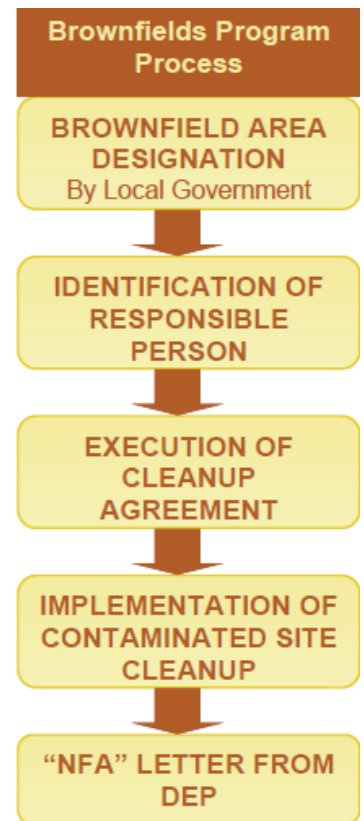 Brownfields Program
Process
BROWNFIELD AREA
DESIGNATION
By Local Government
IDENTIFICATION OF
RESPONSIBLE
PERSON
EXECUTION OF
CLEANUP
AGREEMENT
IMPLEMENTATION OF
CONTAMINATED SITE
CLEANUP
“NFA” LETTER FROM
DEP